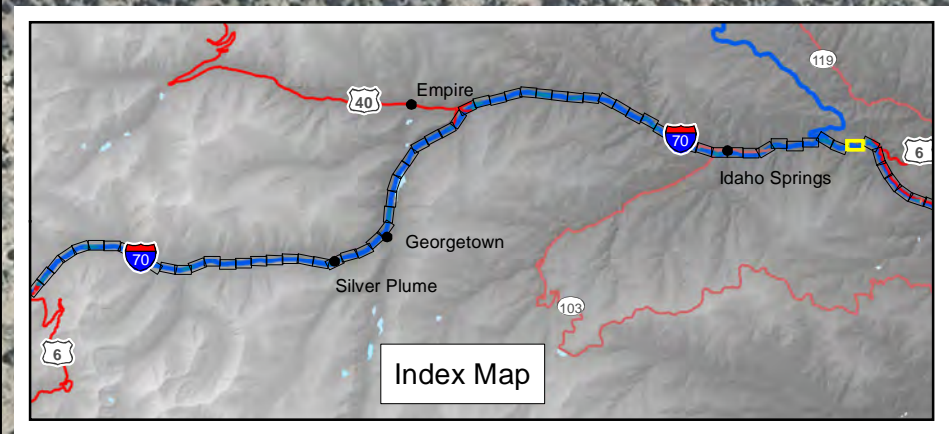 119
Empire
40
70
6
Idaho Springs
Georgetown
70
Silver Plume
103
6
Index Map